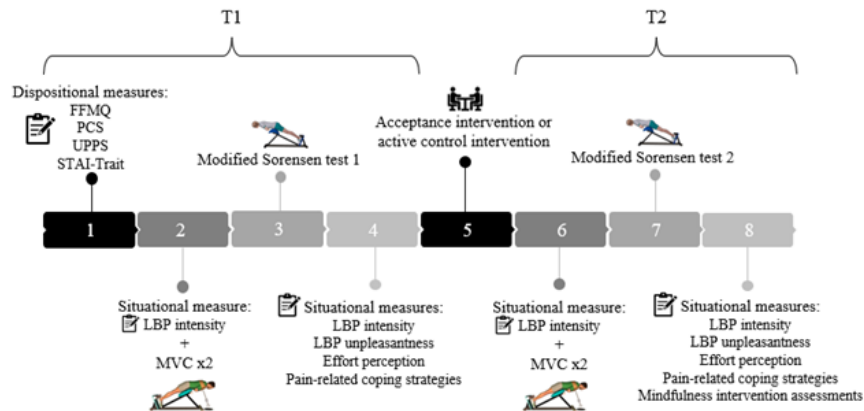 T1
T2
Dispositional measures:
FFMQ
PCS
UPPS
STAI-Trait
Modified Sorensen test 1
Acceptance intervention or
active control intervention
Modified Sorensen test 2
1
2
3
4
5
6
7
8
Situational measure:
LBP intensity
+
MVC x2
Situational measures:
LBP intensity
LBP unpleasantness
Effort perception
Pain-related coping strategies
Situational measure:
LBP intensity
+
MVC x2
Situational measures:
LBP intensity
LBP unpleasantness
Effort perception
Pain-related coping strategies
Mindfulness intervention assessments